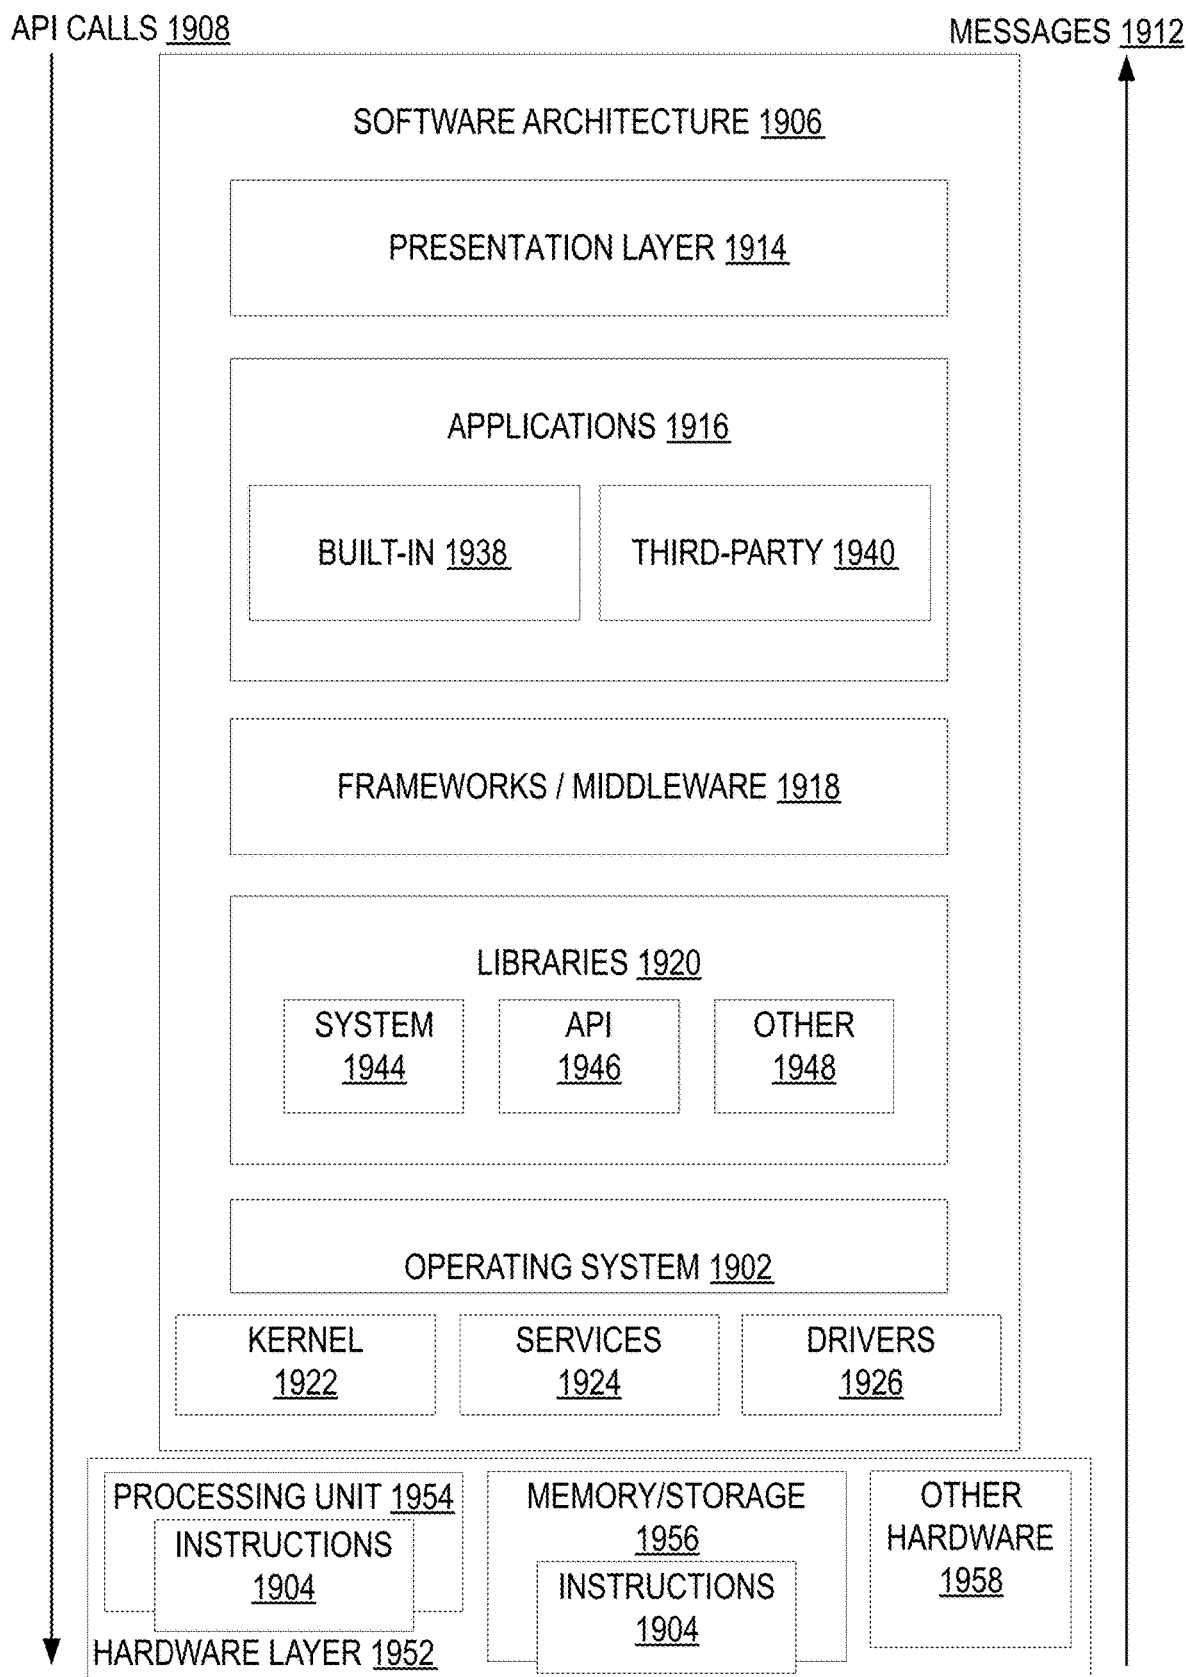 API CALLS 1908
MESSAGES 1912
SOFTWARE ARCHITECTURE 1906
PRESENTATION LAYER 1914
APPLICATIONS 1916
BUILT-IN 1938
THIRD-PARTY 1940
FRAMEWORKS / MIDDLEWARE 1918
LIBRARIES 1920
SYSTEM
1944
API
1946
OTHER
1948
OPERATING SYSTEM 1902
KERNEL
1922
SERVICES
1924
DRIVERS
1926
PROCESSING UNIT 1954
INSTRUCTIONS
1904
MEMORY/STORAGE
1956
INSTRUCTIONS
1904
OTHER
HARDWARE
1958
HARDWARE LAYER 1952